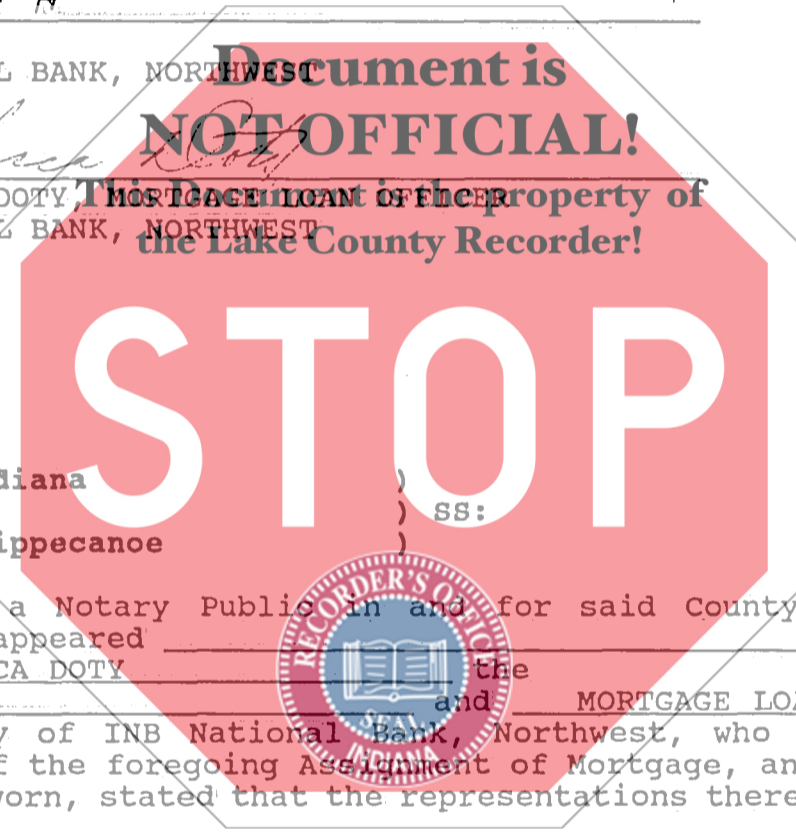 L BANK, NORTHWEST
Document is
NOT OFFICIAL!
DOTY, MORTGAGE LOAN OFFICER
This Document is the property of
L BANK, NORTHWEST
the Lake County Recorder!
STOP
diana )
) SS:
ippecanoe )
RECORDER'S OFFICE
SEAL
INDIANA
a Notary Public in and for said County
appeared
CA DOTY the
and MORTGAGE LOA
y of INB National Bank, Northwest, who
f the foregoing Assignment of Mortgage, an
worn, stated that the representations there